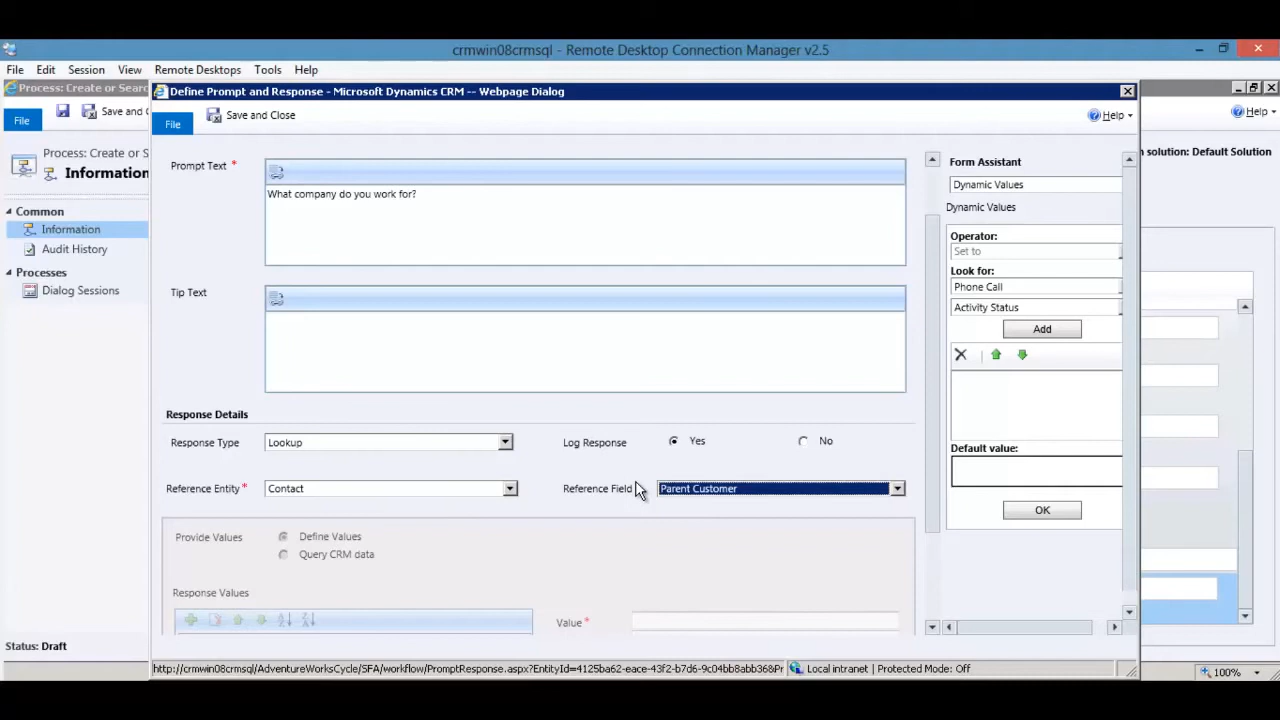 crmwin08crmsql - Remote Desktop Connection Manager v2.5
File Edit Session View Remote Desktops Tools Help
Process: Create or Searc
Define Prompt and Response - Microsoft Dynamics CRM -- Webpage Dialog
File
Save and C
File
Save and Close
Help
Help
Process: Create or S
Information
n solution: Default Solution
Common
Information
Audit History
Processes
Dialog Sessions
Prompt Text *
What company do you work for?
Tip Text
Response Details
Response Type
Lookup
Log Response
Yes
No
Reference Entity *
Contact
Reference Field
Parent Customer
Provide Values
Define Values
Query CRM data
Response Values
Value *
Form Assistant
Dynamic Values
Dynamic Values
Operator:
Set to
Look for:
Phone Call
Activity Status
Add
Default value:
OK
Status: Draft
http://crmwin08crmsql/AdventureWorksCycle/SFA/workflow/PromptResponse.aspx?EntityId=4125ba62-eace-43f2-b7d6-9c04bb8abb36&Pr
Local intranet | Protected Mode: Off
100%